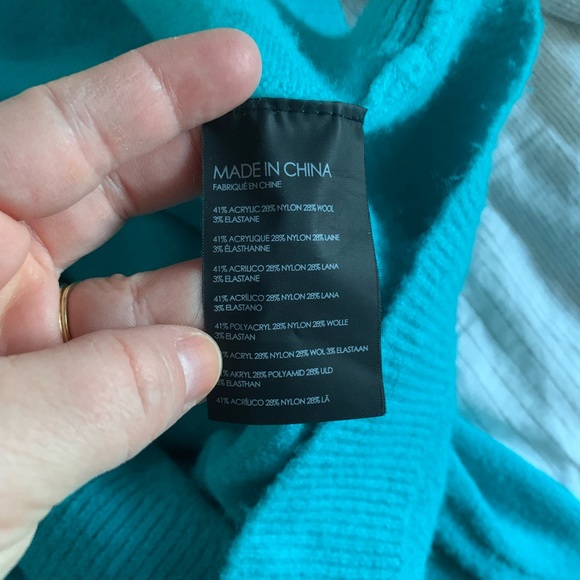 MADE IN CHINA
FABRIQUÉ EN CHINE
41% ACRYLIC 28% NYLON 28% WOOL
3% ELASTANE
41% ACRYLIQUE 28% NYLON 28% LAINE
3% ÉLASTHANNE
41% ACRILICO 28% NYLON 28% LANA
3% ELASTANE
41% ACRÍLICO 28% NYLON 28% LANA
3% ELASTANO
41% POLYACRYL 28% NYLON 28% WOLLE
3% ELASTAN
% ACRYL 28% NYLON 28% WOL 3% ELASTAAN
% AKRYL 28% POLYAMID 28% ULD
3% ELASTHAN
41% ACRÍLICO 28% NYLON 28% LÃ